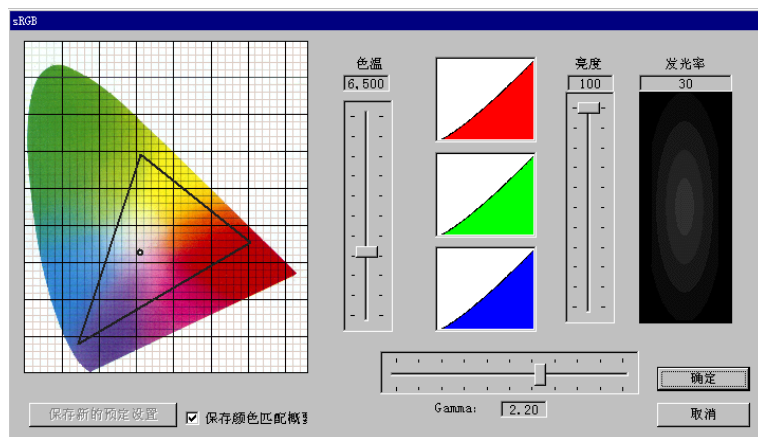 sRGB
色温 亮度 发光率
6,500 100 30
确定
Gamma: 2.20
保存新的预定设置 保存颜色匹配概要 取消